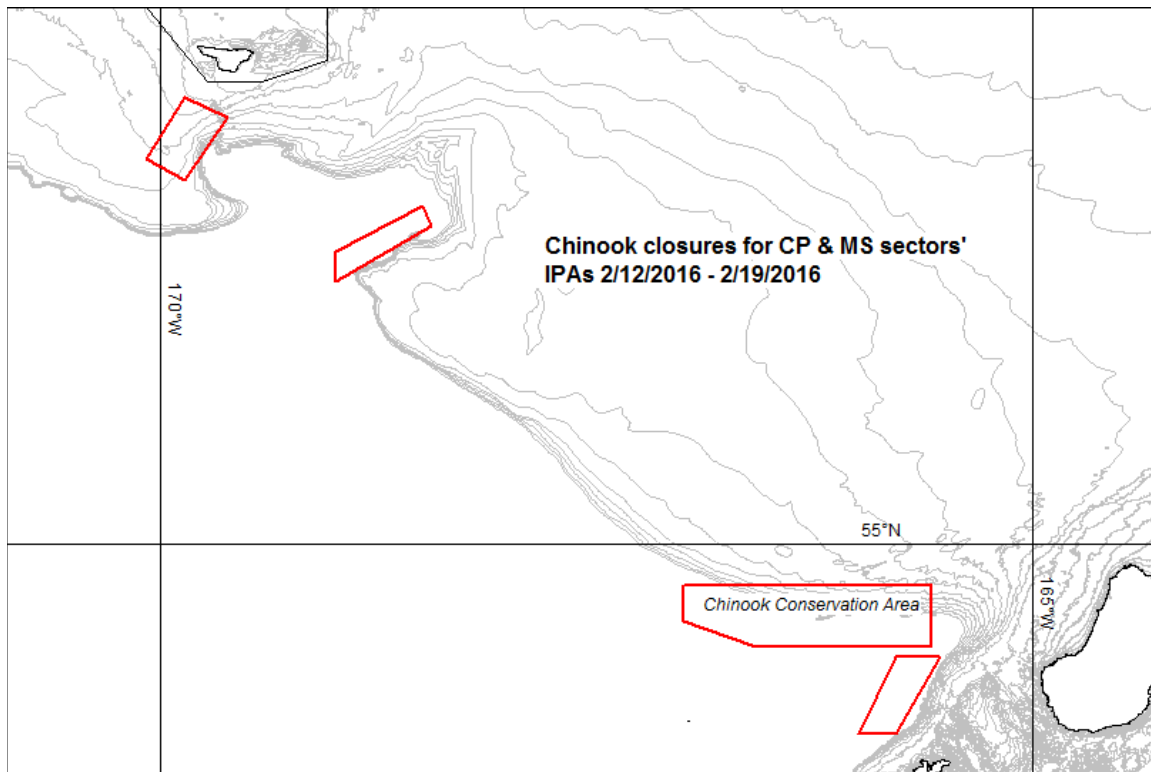 Chinook closures for CP & MS sectors'
IPAs 2/12/2016 - 2/19/2016
170°W
55°N
165°W
Chinook Conservation Area